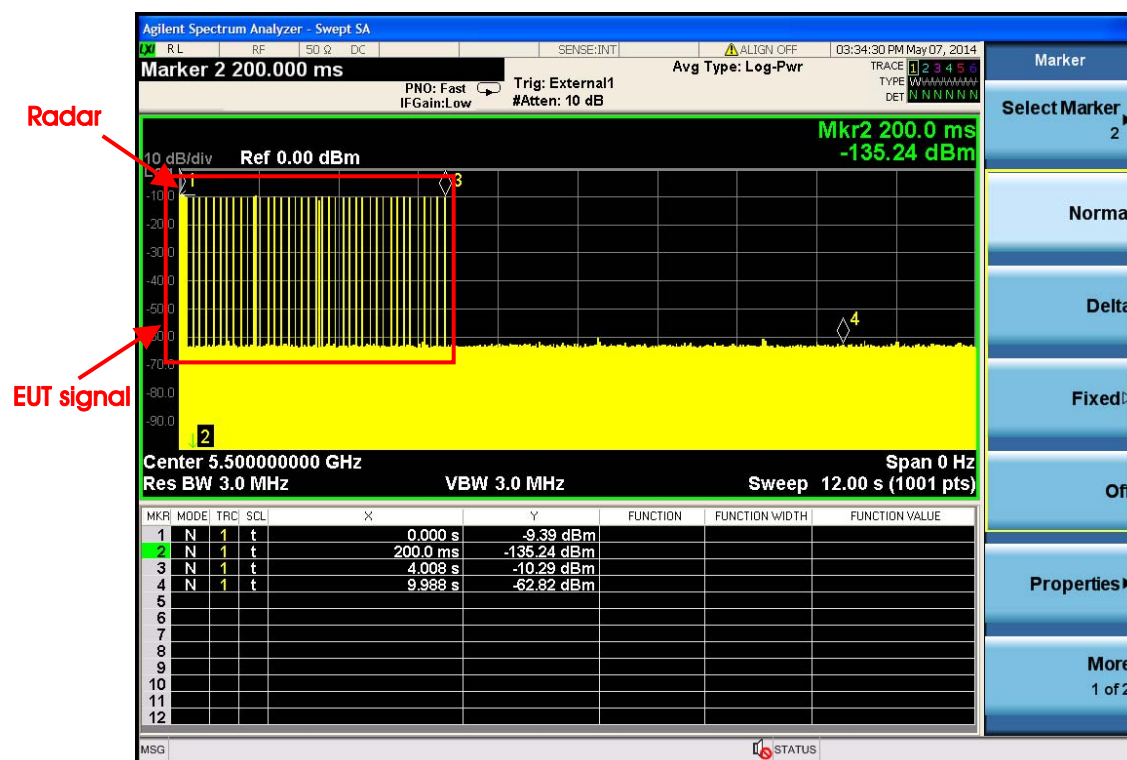 Agilent Spectrum Analyzer - Swept SA
LXI RL RF 50 Ω DC SENSE:INT ALIGN OFF 03:34:30 PM May 07, 2014
Marker 2 200.000 ms
PNO: Fast
IFGain:Low
Trig: External1
#Atten: 10 dB
Avg Type: Log-Pwr
TRACE 1 2 3 4 5 6
TYPE WWWWWW
DET N N N N N N
Mkr2 200.0 ms
-135.24 dBm
10 dB/div Ref 0.00 dBm
Radar
EUT signal
1
3
4
2
-10.0
-20.0
-30.0
-40.0
-50.0
-60.0
-70.0
-80.0
-90.0
Center 5.500000000 GHz Span 0 Hz
Res BW 3.0 MHz VBW 3.0 MHz Sweep 12.00 s (1001 pts)
MKR MODE TRC SCL X Y FUNCTION FUNCTION WIDTH FUNCTION VALUE
1 N 1 t 0.000 s -9.39 dBm
2 N 1 t 200.0 ms -135.24 dBm
3 N 1 t 4.008 s -10.29 dBm
4 N 1 t 9.988 s -62.82 dBm
5
6
7
8
9
10
11
12
MSG STATUS
Marker
Select Marker
2
Norma
Delta
Fixed
Off
Properties
More
1 of 2